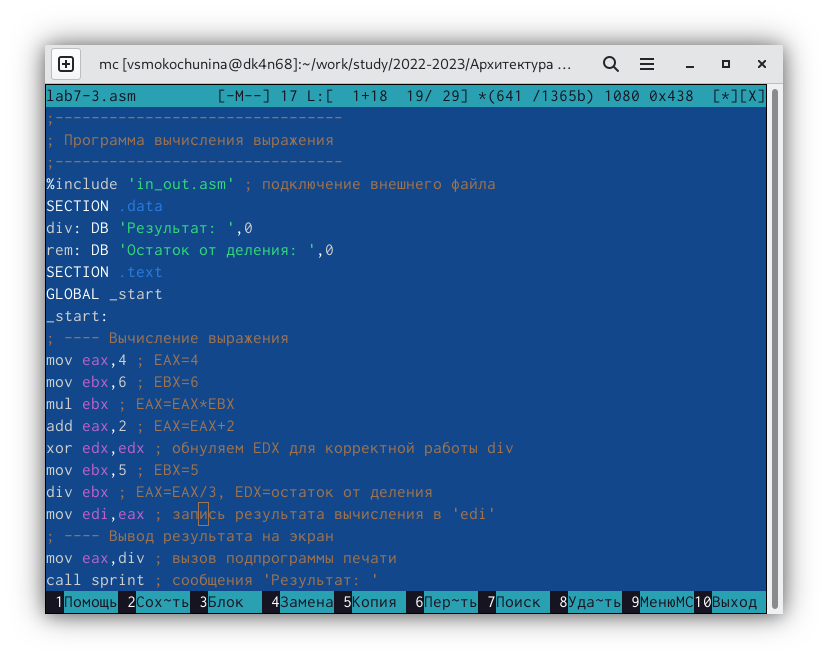 mc [vsmokochunina@dk4n68]:~/work/study/2022-2023/Архитектура ...
lab7-3.asm [-M--] 17 L:[ 1+18 19/ 29] *(641 /1365b) 1080 0x438 [*][X]
;--------------------------------
; Программа вычисления выражения
;--------------------------------
%include 'in_out.asm' ; подключение внешнего файла
SECTION .data
div: DB 'Результат: ',0
rem: DB 'Остаток от деления: ',0
SECTION .text
GLOBAL _start
_start:
; ---- Вычисление выражения
mov eax,4 ; EAX=4
mov ebx,6 ; EBX=6
mul ebx ; EAX=EAX*EBX
add eax,2 ; EAX=EAX+2
xor edx,edx ; обнуляем EDX для корректной работы div
mov ebx,5 ; EBX=5
div ebx ; EAX=EAX/3, EDX=остаток от деления
mov edi,eax ; запись результата вычисления в 'edi'
; ---- Вывод результата на экран
mov eax,div ; вызов подпрограммы печати
call sprint ; сообщения 'Результат: '
1Помощь 2Сох~ть 3Блок 4Замена 5Копия 6Пер~ть 7Поиск 8Уда~ть 9МенюМС 10Выход